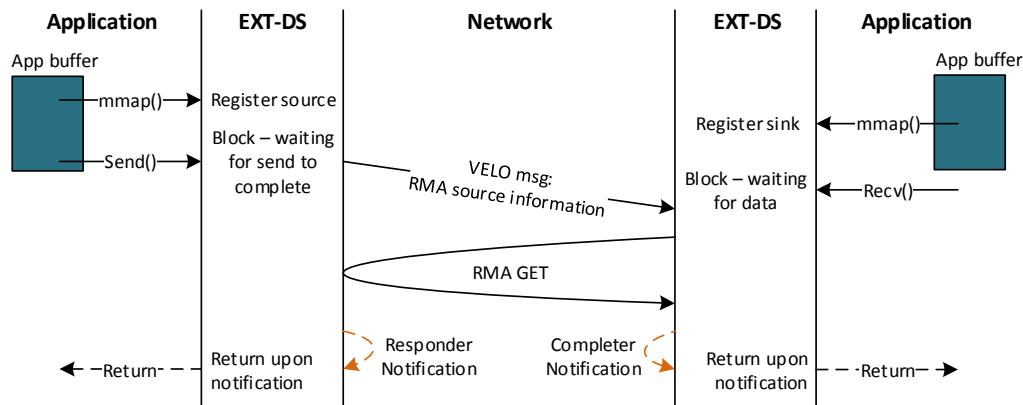 Application
EXT-DS
Network
EXT-DS
Application
App buffer
App buffer
mmap()
Register source
Register sink
mmap()
Send()
Block – waiting
for send to
complete
VELO msg:
RMA source information
Block – waiting
for data
Recv()
RMA GET
Responder
Notification
Completer
Notification
Return
Return upon
notification
Return upon
notification
Return